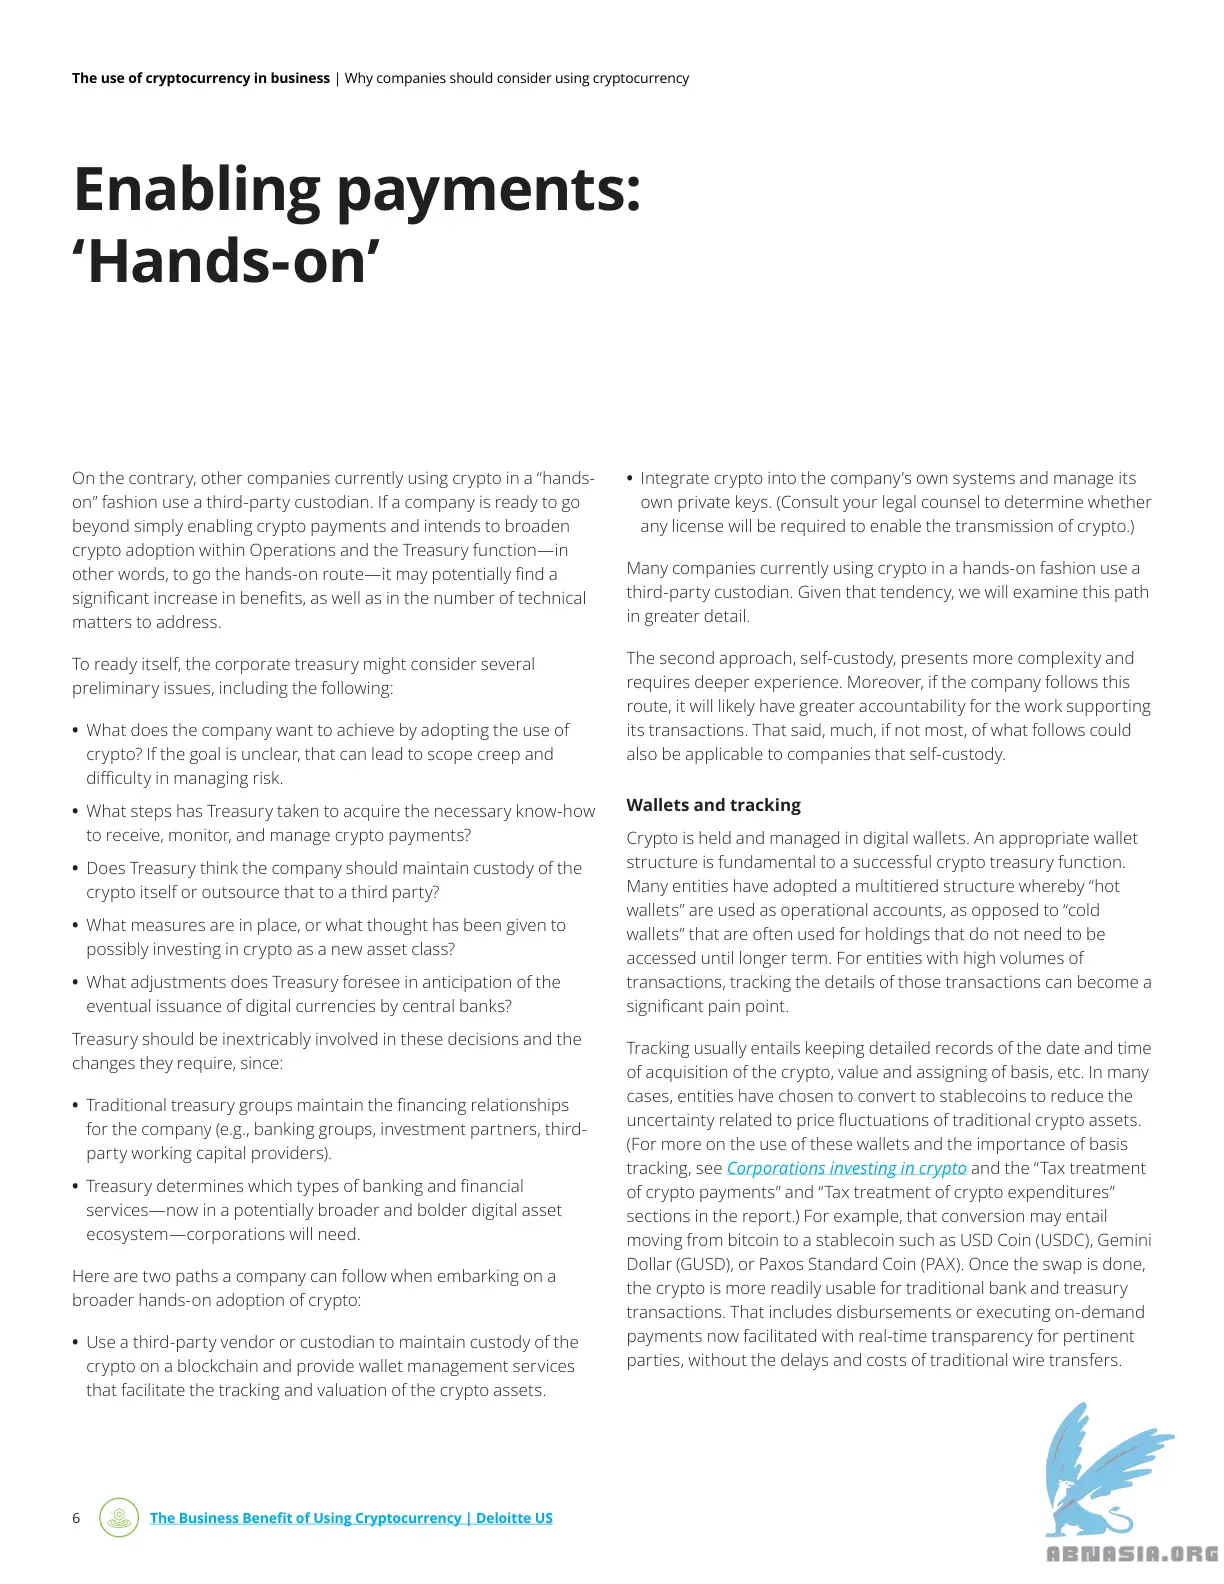 The use of cryptocurrency in business | Why companies should consider using cryptocurrency
Enabling payments:
‘Hands-on’
On the contrary, other companies currently using crypto in a “hands-
on” fashion use a third-party custodian. If a company is ready to go
beyond simply enabling crypto payments and intends to broaden
crypto adoption within Operations and the Treasury function—in
other words, to go the hands-on route—it may potentially find a
significant increase in benefits, as well as in the number of technical
matters to address.
To ready itself, the corporate treasury might consider several
preliminary issues, including the following:
• What does the company want to achieve by adopting the use of
crypto? If the goal is unclear, that can lead to scope creep and
difficulty in managing risk.
• What steps has Treasury taken to acquire the necessary know-how
to receive, monitor, and manage crypto payments?
• Does Treasury think the company should maintain custody of the
crypto itself or outsource that to a third party?
• What measures are in place, or what thought has been given to
possibly investing in crypto as a new asset class?
• What adjustments does Treasury foresee in anticipation of the
eventual issuance of digital currencies by central banks?
Treasury should be inextricably involved in these decisions and the
changes they require, since:
• Traditional treasury groups maintain the financing relationships
for the company (e.g., banking groups, investment partners, third-
party working capital providers).
• Treasury determines which types of banking and financial
services—now in a potentially broader and bolder digital asset
ecosystem—corporations will need.
Here are two paths a company can follow when embarking on a
broader hands-on adoption of crypto:
• Use a third-party vendor or custodian to maintain custody of the
crypto on a blockchain and provide wallet management services
that facilitate the tracking and valuation of the crypto assets.
• Integrate crypto into the company’s own systems and manage its
own private keys. (Consult your legal counsel to determine whether
any license will be required to enable the transmission of crypto.)
Many companies currently using crypto in a hands-on fashion use a
third-party custodian. Given that tendency, we will examine this path
in greater detail.
The second approach, self-custody, presents more complexity and
requires deeper experience. Moreover, if the company follows this
route, it will likely have greater accountability for the work supporting
its transactions. That said, much, if not most, of what follows could
also be applicable to companies that self-custody.
Wallets and tracking
Crypto is held and managed in digital wallets. An appropriate wallet
structure is fundamental to a successful crypto treasury function.
Many entities have adopted a multitiered structure whereby “hot
wallets” are used as operational accounts, as opposed to “cold
wallets” that are often used for holdings that do not need to be
accessed until longer term. For entities with high volumes of
transactions, tracking the details of those transactions can become a
significant pain point.
Tracking usually entails keeping detailed records of the date and time
of acquisition of the crypto, value and assigning of basis, etc. In many
cases, entities have chosen to convert to stablecoins to reduce the
uncertainty related to price fluctuations of traditional crypto assets.
(For more on the use of these wallets and the importance of basis
tracking, see Corporations investing in crypto and the “Tax treatment
of crypto payments” and “Tax treatment of crypto expenditures”
sections in the report.) For example, that conversion may entail
moving from bitcoin to a stablecoin such as USD Coin (USDC), Gemini
Dollar (GUSD), or Paxos Standard Coin (PAX). Once the swap is done,
the crypto is more readily usable for traditional bank and treasury
transactions. That includes disbursements or executing on-demand
payments now facilitated with real-time transparency for pertinent
parties, without the delays and costs of traditional wire transfers.
6 The Business Benefit of Using Cryptocurrency | Deloitte US
ABNASIA.ORG